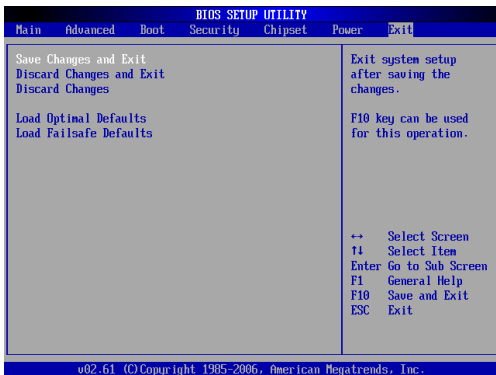 BIOS SETUP UTILITY
Main Advanced Boot Security Chipset Power Exit
Save Changes and Exit
Discard Changes and Exit
Discard Changes
Load Optimal Defaults
Load Failsafe Defaults
Exit system setup
after saving the
changes.
F10 key can be used
for this operation.
↔ Select Screen
↑↓ Select Item
Enter Go to Sub Screen
F1 General Help
F10 Save and Exit
ESC Exit
v02.61 (C)Copyright 1985-2006, American Megatrends, Inc.